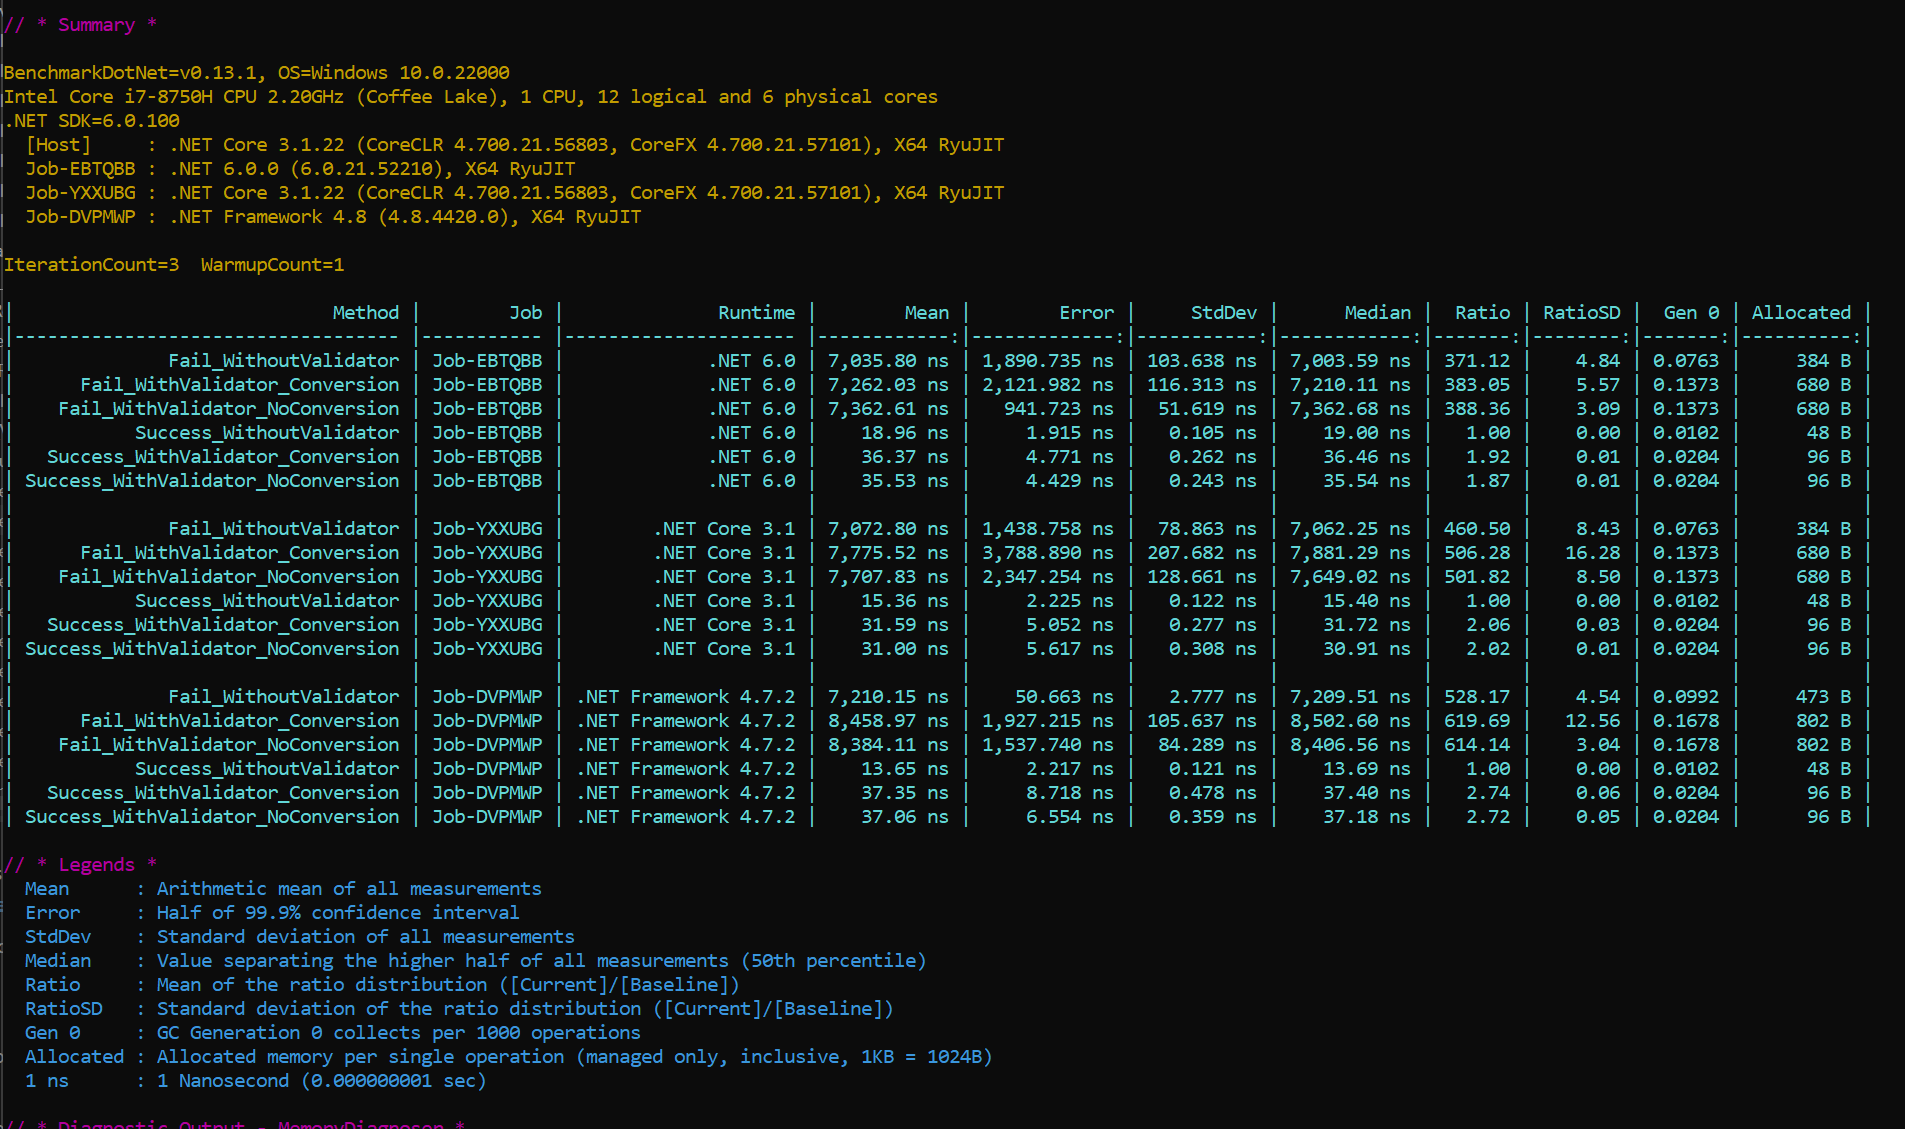 // * Summary *
BenchmarkDotNet=v0.13.1, OS=Windows 10.0.22000
Intel Core i7-8750H CPU 2.20GHz (Coffee Lake), 1 CPU, 12 logical and 6 physical cores
.NET SDK=6.0.100
  [Host]     : .NET Core 3.1.22 (CoreCLR 4.700.21.56803, CoreFX 4.700.21.57101), X64 RyuJIT
  Job-EBTQBB : .NET 6.0.0 (6.0.21.52210), X64 RyuJIT
  Job-YXXUBG : .NET Core 3.1.22 (CoreCLR 4.700.21.56803, CoreFX 4.700.21.57101), X64 RyuJIT
  Job-DVPMWP : .NET Framework 4.8 (4.8.4420.0), X64 RyuJIT
IterationCount=3  WarmupCount=1
| Method | Job | Runtime | Mean | Error | StdDev | Median | Ratio | RatioSD | Gen 0 | Allocated |
|----------------------------------- |----------- |--------------------- |------------:|-------------:|-----------:|------------:|-------:|--------:|-------:|----------:|
| Fail_WithoutValidator | Job-EBTQBB | .NET 6.0 | 7,035.80 ns | 1,890.735 ns | 103.638 ns | 7,003.59 ns | 371.12 | 4.84 | 0.0763 | 384 B |
| Fail_WithValidator_Conversion | Job-EBTQBB | .NET 6.0 | 7,262.03 ns | 2,121.982 ns | 116.313 ns | 7,210.11 ns | 383.05 | 5.57 | 0.1373 | 680 B |
| Fail_WithValidator_NoConversion | Job-EBTQBB | .NET 6.0 | 7,362.61 ns | 941.723 ns | 51.619 ns | 7,362.68 ns | 388.36 | 3.09 | 0.1373 | 680 B |
| Success_WithoutValidator | Job-EBTQBB | .NET 6.0 | 18.96 ns | 1.915 ns | 0.105 ns | 19.00 ns | 1.00 | 0.00 | 0.0102 | 48 B |
| Success_WithValidator_Conversion | Job-EBTQBB | .NET 6.0 | 36.37 ns | 4.771 ns | 0.262 ns | 36.46 ns | 1.92 | 0.01 | 0.0204 | 96 B |
| Success_WithValidator_NoConversion | Job-EBTQBB | .NET 6.0 | 35.53 ns | 4.429 ns | 0.243 ns | 35.54 ns | 1.87 | 0.01 | 0.0204 | 96 B |
| Fail_WithoutValidator | Job-YXXUBG | .NET Core 3.1 | 7,072.80 ns | 1,438.758 ns | 78.863 ns | 7,062.25 ns | 460.50 | 8.43 | 0.0763 | 384 B |
| Fail_WithValidator_Conversion | Job-YXXUBG | .NET Core 3.1 | 7,775.52 ns | 3,788.890 ns | 207.682 ns | 7,881.29 ns | 506.28 | 16.28 | 0.1373 | 680 B |
| Fail_WithValidator_NoConversion | Job-YXXUBG | .NET Core 3.1 | 7,707.83 ns | 2,347.254 ns | 128.661 ns | 7,649.02 ns | 501.82 | 8.50 | 0.1373 | 680 B |
| Success_WithoutValidator | Job-YXXUBG | .NET Core 3.1 | 15.36 ns | 2.225 ns | 0.122 ns | 15.40 ns | 1.00 | 0.00 | 0.0102 | 48 B |
| Success_WithValidator_Conversion | Job-YXXUBG | .NET Core 3.1 | 31.59 ns | 5.052 ns | 0.277 ns | 31.72 ns | 2.06 | 0.03 | 0.0204 | 96 B |
| Success_WithValidator_NoConversion | Job-YXXUBG | .NET Core 3.1 | 31.00 ns | 5.617 ns | 0.308 ns | 30.91 ns | 2.02 | 0.01 | 0.0204 | 96 B |
| Fail_WithoutValidator | Job-DVPMWP | .NET Framework 4.7.2 | 7,210.15 ns | 50.663 ns | 2.777 ns | 7,209.51 ns | 528.17 | 4.54 | 0.0992 | 473 B |
| Fail_WithValidator_Conversion | Job-DVPMWP | .NET Framework 4.7.2 | 8,458.97 ns | 1,927.215 ns | 105.637 ns | 8,502.60 ns | 619.69 | 12.56 | 0.1678 | 802 B |
| Fail_WithValidator_NoConversion | Job-DVPMWP | .NET Framework 4.7.2 | 8,384.11 ns | 1,537.740 ns | 84.289 ns | 8,406.56 ns | 614.14 | 3.04 | 0.1678 | 802 B |
| Success_WithoutValidator | Job-DVPMWP | .NET Framework 4.7.2 | 13.65 ns | 2.217 ns | 0.121 ns | 13.69 ns | 1.00 | 0.00 | 0.0102 | 48 B |
| Success_WithValidator_Conversion | Job-DVPMWP | .NET Framework 4.7.2 | 37.35 ns | 8.718 ns | 0.478 ns | 37.40 ns | 2.74 | 0.06 | 0.0204 | 96 B |
| Success_WithValidator_NoConversion | Job-DVPMWP | .NET Framework 4.7.2 | 37.06 ns | 6.554 ns | 0.359 ns | 37.18 ns | 2.72 | 0.05 | 0.0204 | 96 B |
// * Legends *
  Mean      : Arithmetic mean of all measurements
  Error     : Half of 99.9% confidence interval
  StdDev    : Standard deviation of all measurements
  Median    : Value separating the higher half of all measurements (50th percentile)
  Ratio     : Mean of the ratio distribution ([Current]/[Baseline])
  RatioSD   : Standard deviation of the ratio distribution ([Current]/[Baseline])
  Gen 0     : GC Generation 0 collects per 1000 operations
  Allocated : Allocated memory per single operation (managed only, inclusive, 1KB = 1024B)
  1 ns      : 1 Nanosecond (0.000000001 sec)
// * Diagnostic Output - MemoryDiagnoser *